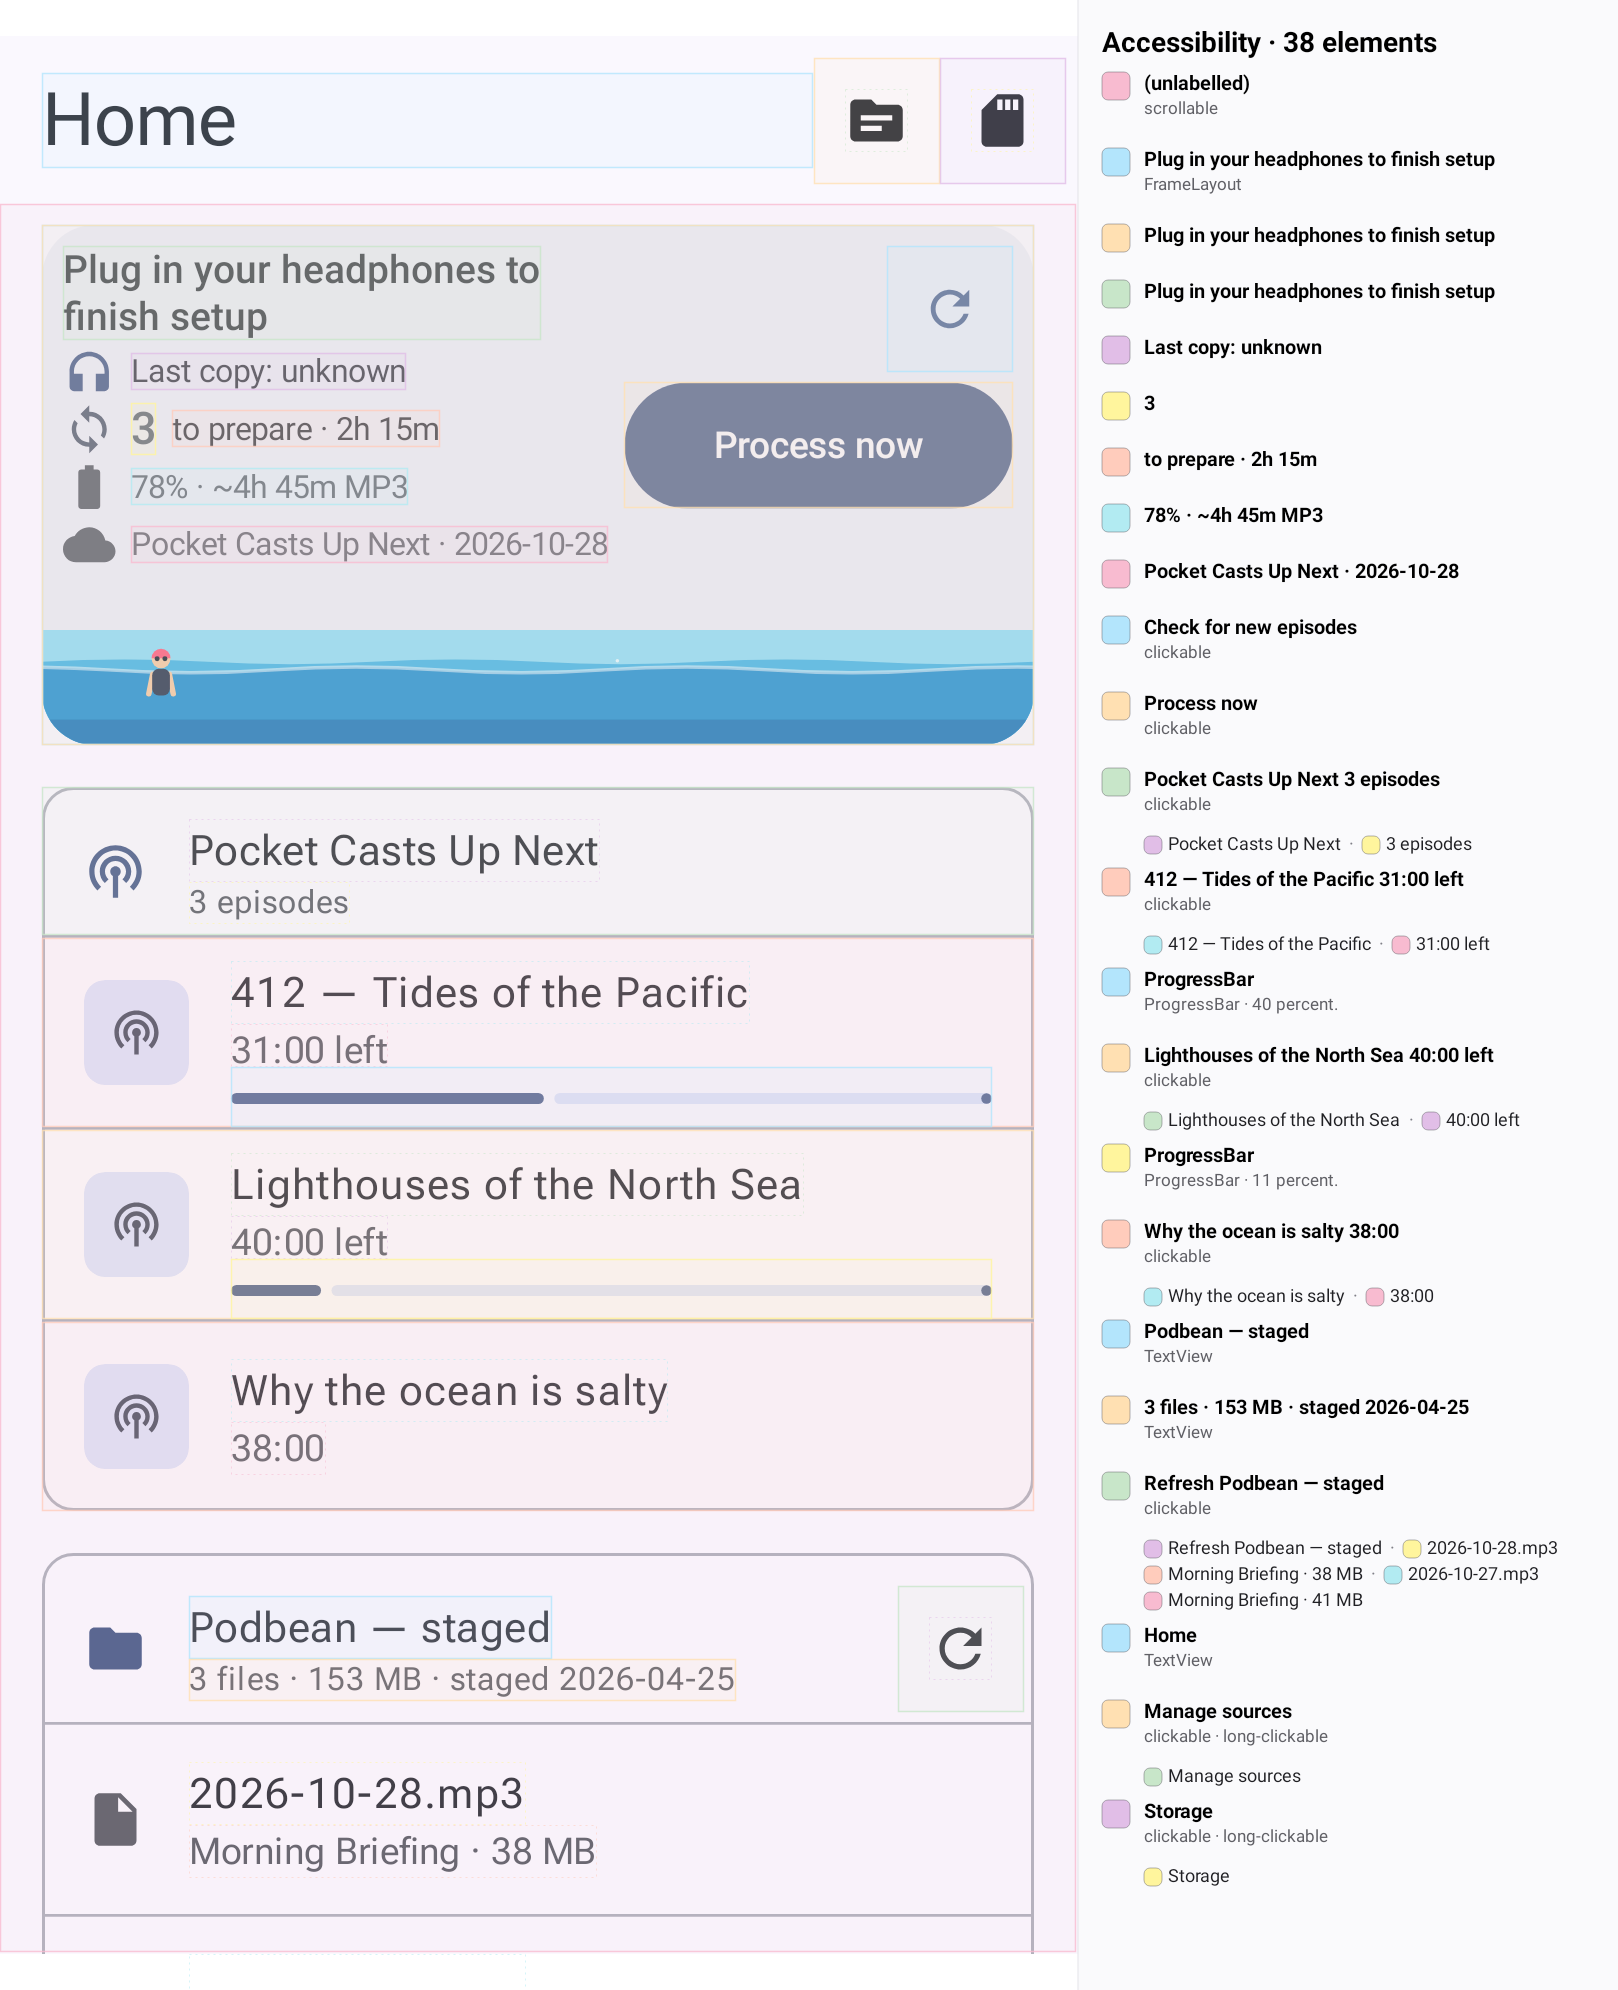 Home
Plug in your headphones to
finish setup
Last copy: unknown
3 to prepare · 2h 15m
78% · ~4h 45m MP3
Pocket Casts Up Next · 2026-10-28
Process now
Pocket Casts Up Next
3 episodes
412 — Tides of the Pacific
31:00 left
Lighthouses of the North Sea
40:00 left
Why the ocean is salty
38:00
Podbean — staged
3 files · 153 MB · staged 2026-04-25
2026-10-28.mp3
Morning Briefing · 38 MB
Accessibility · 38 elements
(unlabelled)
scrollable
Plug in your headphones to finish setup
FrameLayout
Plug in your headphones to finish setup
Plug in your headphones to finish setup
Last copy: unknown
3
to prepare · 2h 15m
78% · ~4h 45m MP3
Pocket Casts Up Next · 2026-10-28
Check for new episodes
clickable
Process now
clickable
Pocket Casts Up Next 3 episodes
clickable
Pocket Casts Up Next · 3 episodes
412 — Tides of the Pacific 31:00 left
clickable
412 — Tides of the Pacific · 31:00 left
ProgressBar
ProgressBar · 40 percent.
Lighthouses of the North Sea 40:00 left
clickable
Lighthouses of the North Sea · 40:00 left
ProgressBar
ProgressBar · 11 percent.
Why the ocean is salty 38:00
clickable
Why the ocean is salty · 38:00
Podbean — staged
TextView
3 files · 153 MB · staged 2026-04-25
TextView
Refresh Podbean — staged
clickable
Refresh Podbean — staged · 2026-10-28.mp3
Morning Briefing · 38 MB · 2026-10-27.mp3
Morning Briefing · 41 MB
Home
TextView
Manage sources
clickable · long-clickable
Manage sources
Storage
clickable · long-clickable
Storage